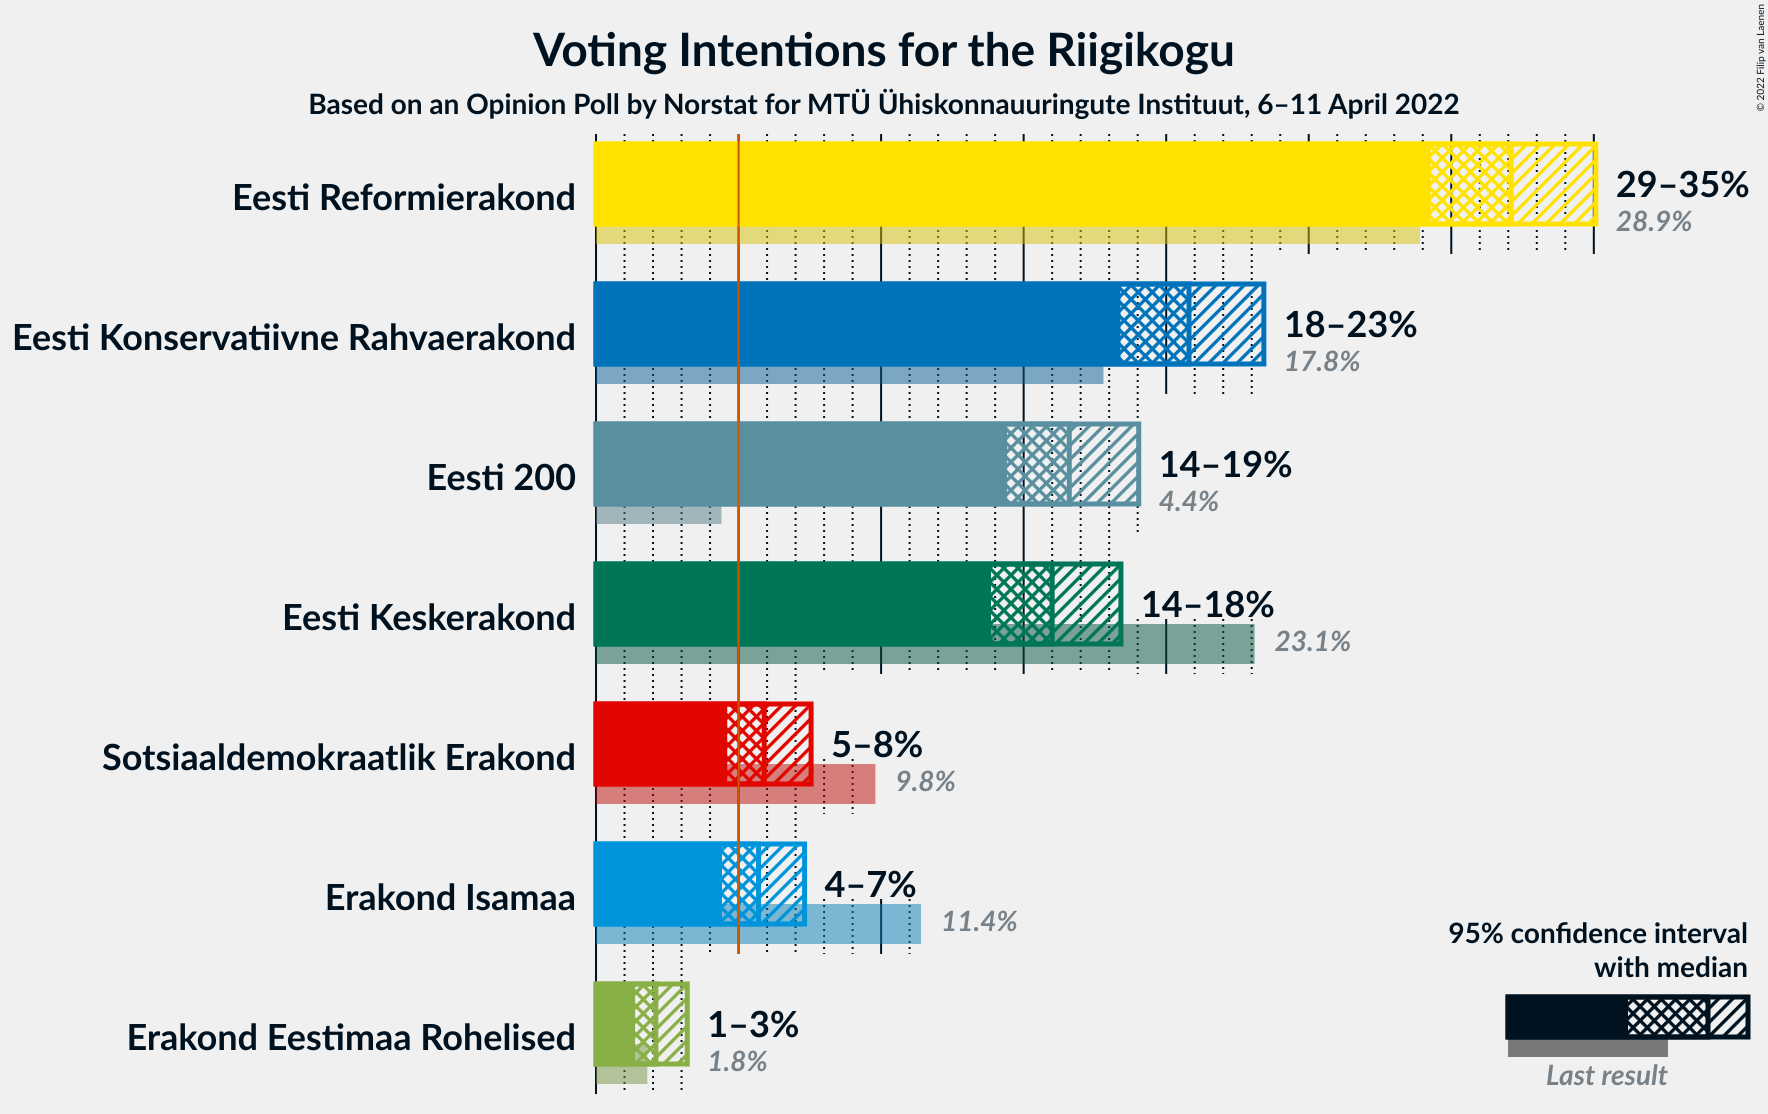 Voting Intentions for the Riigikogu
Based on an Opinion Poll by Norstat for MTÜ Ühiskonnauuringute Instituut, 6–11 April 2022
© 2022 Filip van Laenen
Eesti Reformierakond
29–35%
28.9%
Eesti Konservatiivne Rahvaerakond
18–23%
17.8%
Eesti 200
14–19%
4.4%
Eesti Keskerakond
14–18%
23.1%
Sotsiaaldemokraatlik Erakond
5–8%
9.8%
Erakond Isamaa
4–7%
11.4%
Erakond Eestimaa Rohelised
1–3%
1.8%
95% confidence interval
with median
Last result